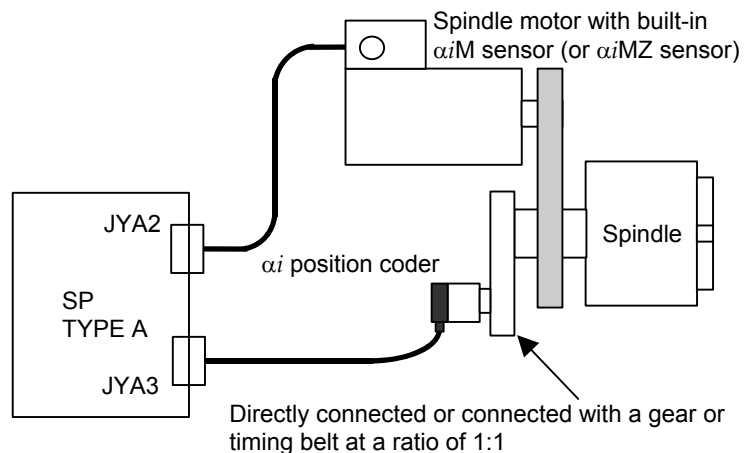 Spindle motor with built-in
αiM sensor (or αiMZ sensor)
JYA2
Spindle
αi position coder
SP
TYPE A
JYA3
Directly connected or connected with a gear or
timing belt at a ratio of 1:1